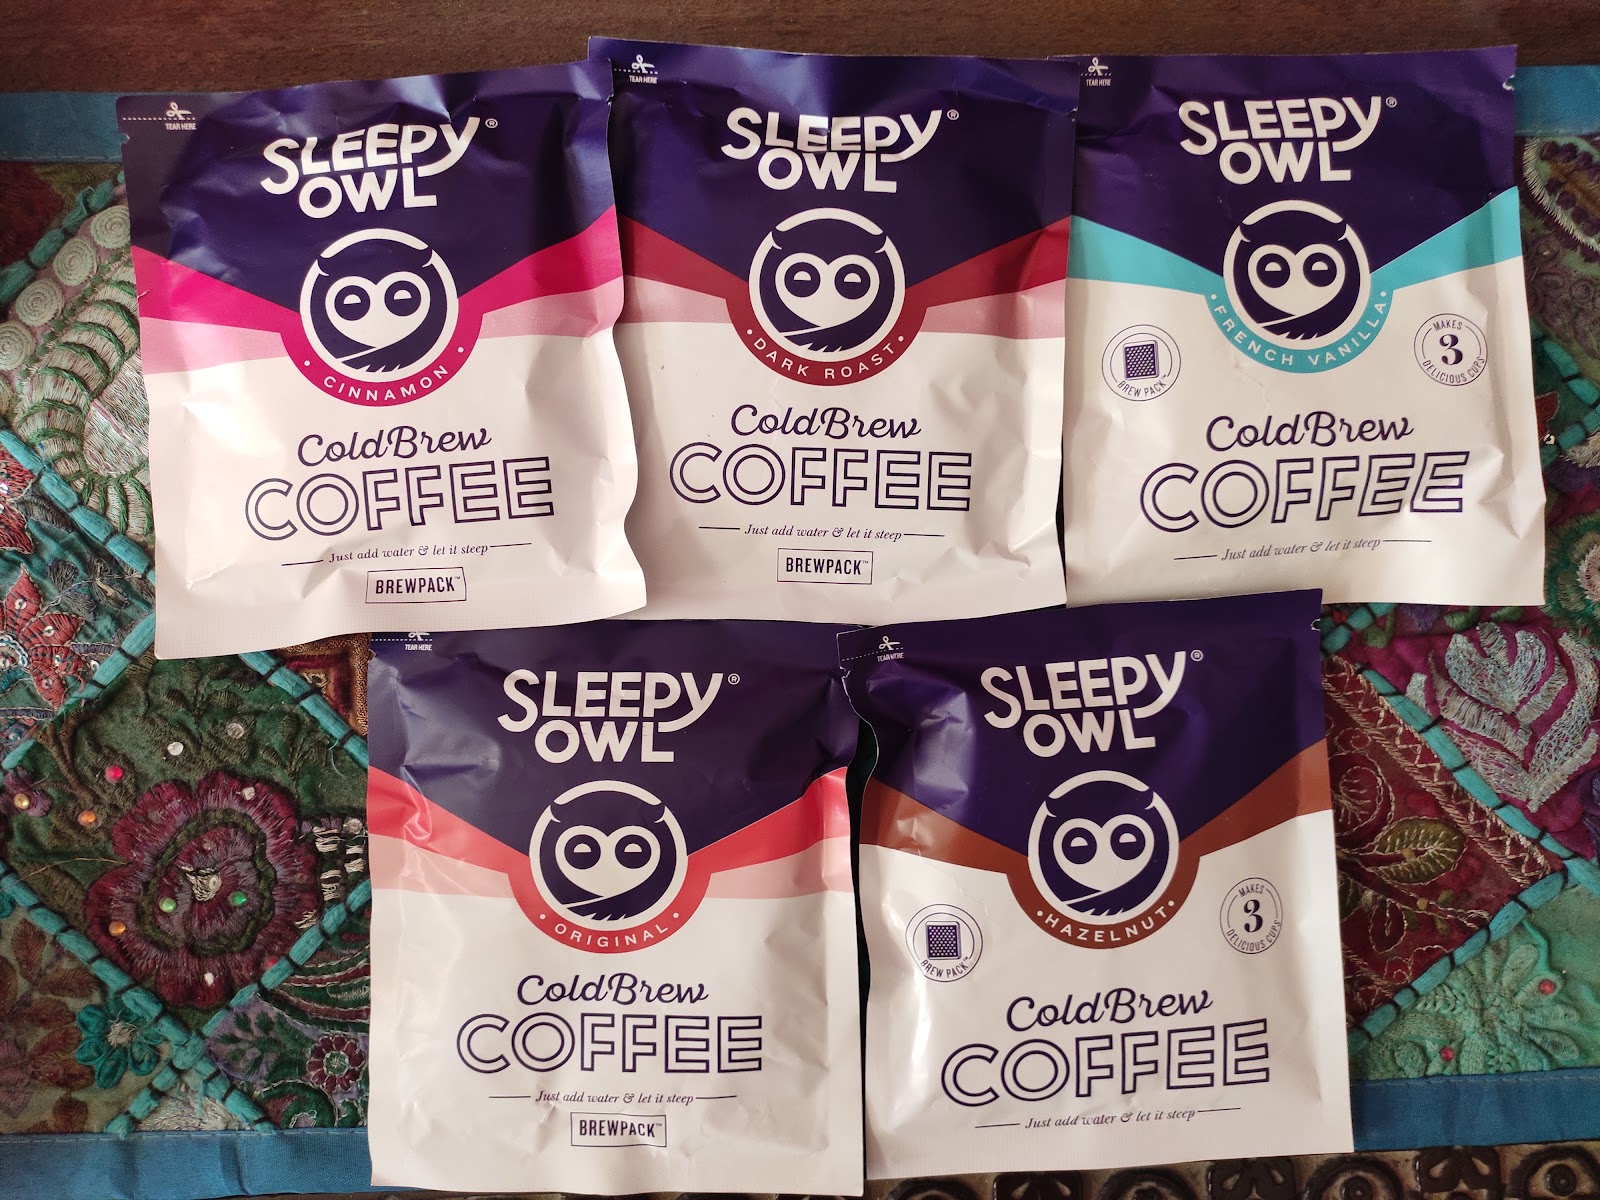 TEAR HERE
SLEEPY®
OWL
• CINNAMON •
ColdBrew
COFFEE
Just add water & let it steep
BREWPACK™
TEAR HERE
SLEEPY®
OWL
• DARK ROAST •
ColdBrew
COFFEE
Just add water & let it steep
BREWPACK™
TEAR HERE
SLEEPY®
OWL
• FRENCH VANILLA •
BREW PACK™
MAKES
3
DELICIOUS CUPS
ColdBrew
COFFEE
Just add water & let it steep
TEAR HERE
SLEEPY®
OWL
• ORIGINAL •
ColdBrew
COFFEE
Just add water & let it steep
BREWPACK™
TEAR HERE
SLEEPY®
OWL
• HAZELNUT •
BREW PACK™
MAKES
3
DELICIOUS CUPS
ColdBrew
COFFEE
Just add water & let it steep